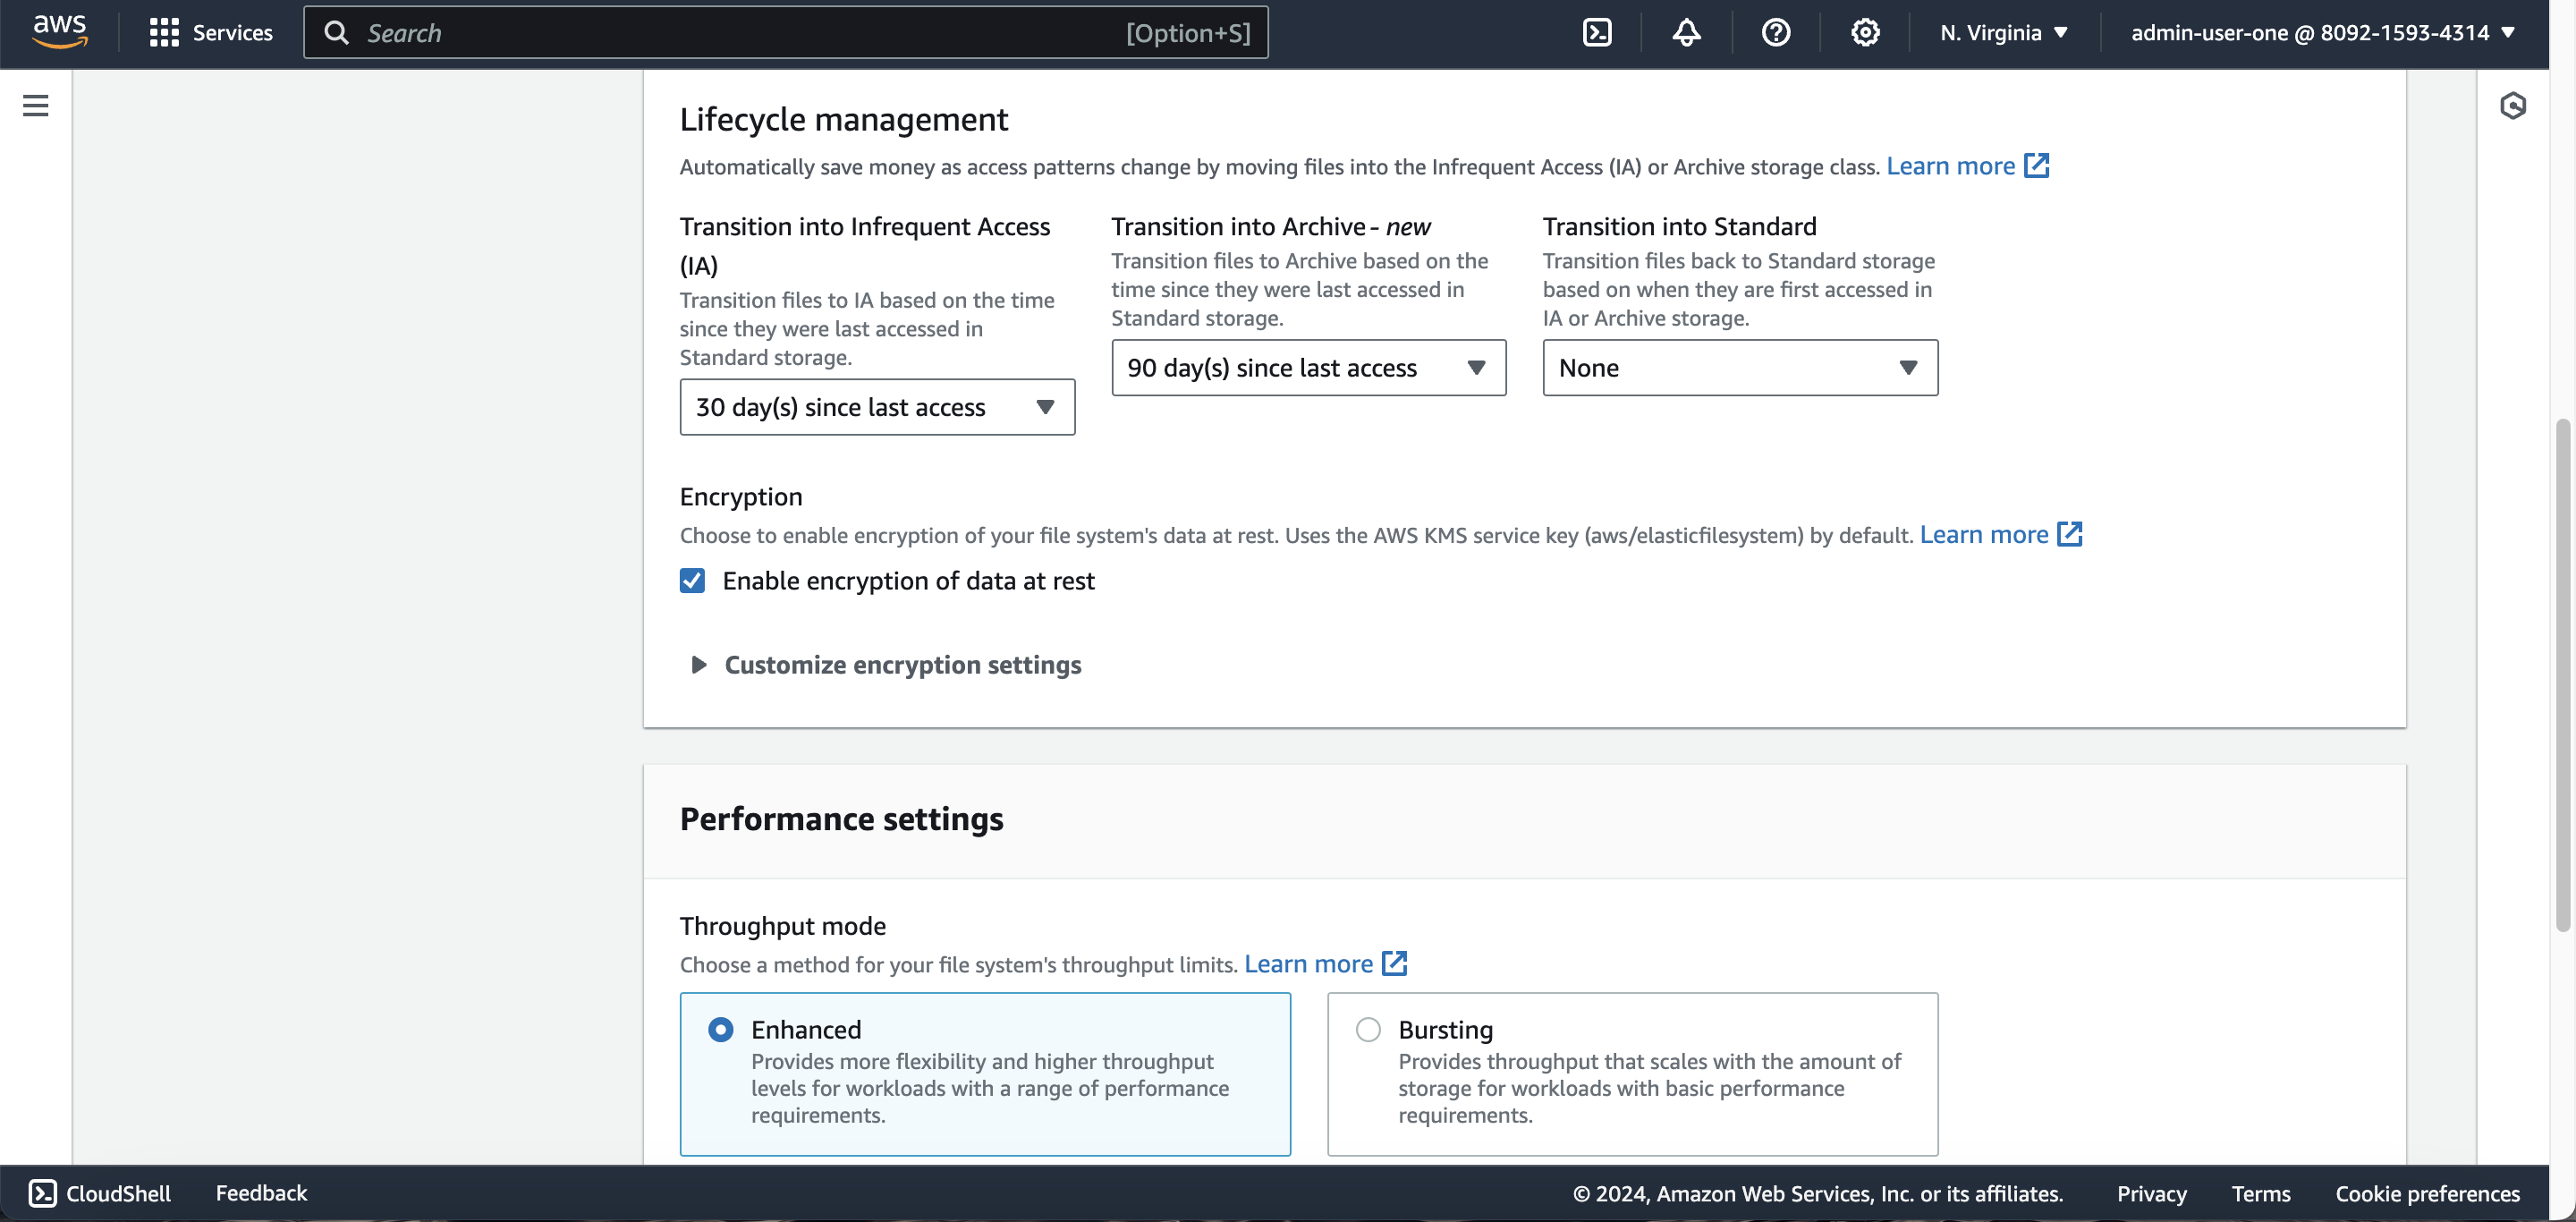 aws Services Search [Option+S] N. Virginia admin-user-one @ 8092-1593-4314
Lifecycle management
Automatically save money as access patterns change by moving files into the Infrequent Access (IA) or Archive storage class. Learn more
Transition into Infrequent Access
(IA)
Transition files to IA based on the time
since they were last accessed in
Standard storage.
30 day(s) since last access
Transition into Archive - new
Transition files to Archive based on the
time since they were last accessed in
Standard storage.
90 day(s) since last access
Transition into Standard
Transition files back to Standard storage
based on when they are first accessed in
IA or Archive storage.
None
Encryption
Choose to enable encryption of your file system's data at rest. Uses the AWS KMS service key (aws/elasticfilesystem) by default. Learn more
Enable encryption of data at rest
Customize encryption settings
Performance settings
Throughput mode
Choose a method for your file system's throughput limits. Learn more
Enhanced
Provides more flexibility and higher throughput
levels for workloads with a range of performance
requirements.
Bursting
Provides throughput that scales with the amount of
storage for workloads with basic performance
requirements.
CloudShell Feedback © 2024, Amazon Web Services, Inc. or its affiliates. Privacy Terms Cookie preferences